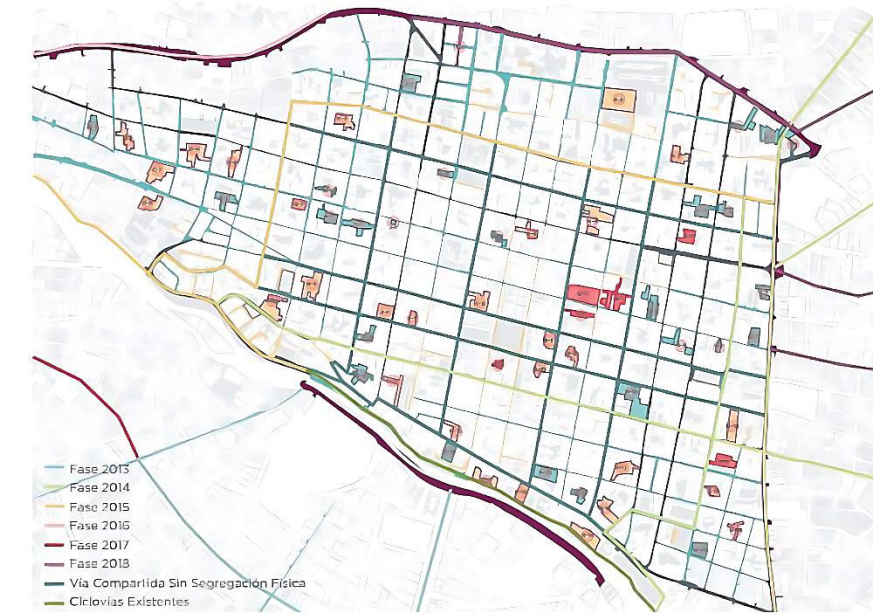 Fase 2013
Fase 2014
Fase 2015
Fase 2016
Fase 2017
Fase 2018
Vía Compartida Sin Segregación Física
Ciclovías Existentes